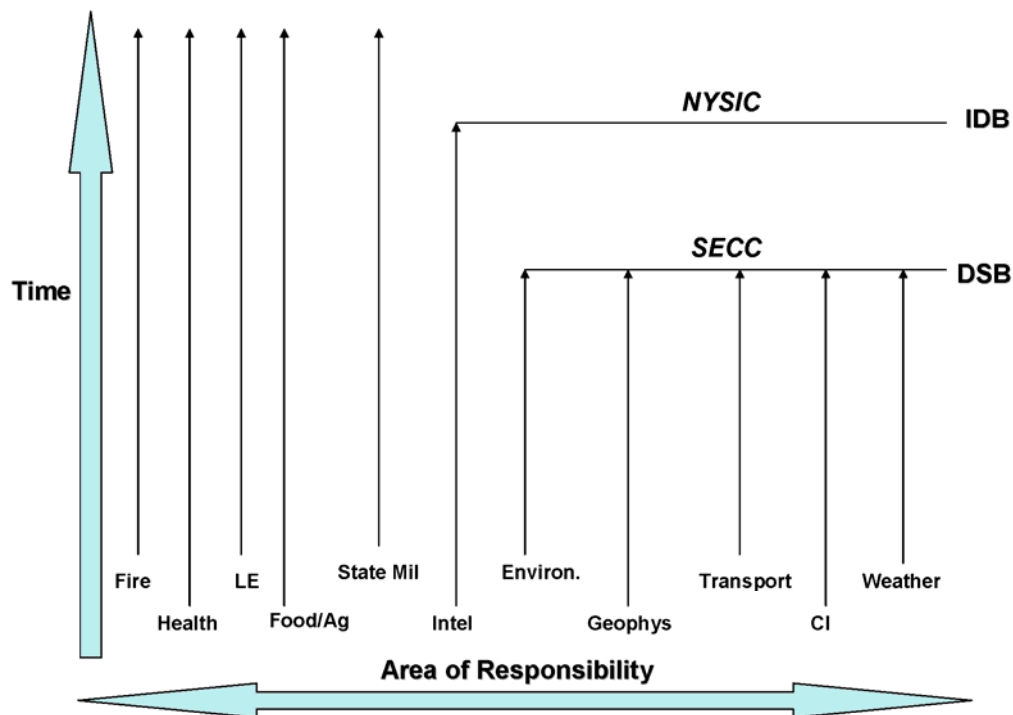 NYSIC
IDB
SECC
DSB
Time
Fire
LE
State Mil
Environ.
Transport
Weather
Health
Food/Ag
Intel
Geophys
CI
Area of Responsibility